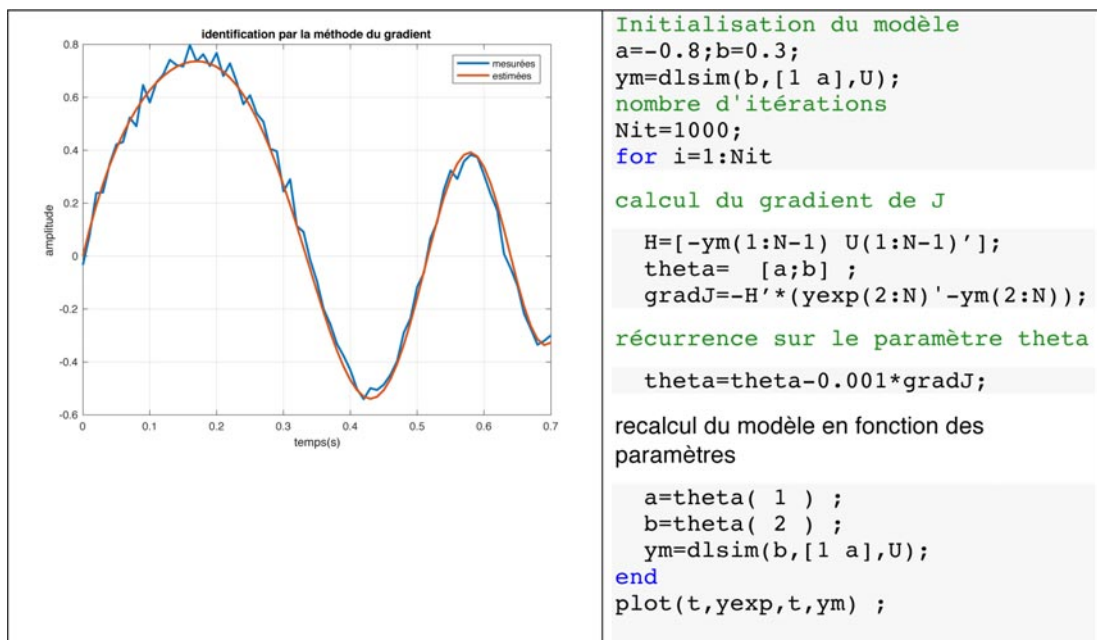 identification par la méthode du gradient
mesurées
estimées
0.8
0.6
0.4
0.2
0
-0.2
-0.4
-0.6
amplitude
0
0.1
0.2
0.3
0.4
0.5
0.6
0.7
temps(s)
Initialisation du modèle
a=-0.8;b=0.3;
ym=dlsim(b,[1 a],U);
nombre d'itérations
Nit=1000;
for i=1:Nit
calcul du gradient de J
H=[-ym(1:N-1) U(1:N-1)’];
theta= [a;b] ;
gradJ=-H’*(yexp(2:N)'-ym(2:N));
récurrence sur le paramètre theta
theta=theta-0.001*gradJ;
recalcul du modèle en fonction des
paramètres
a=theta( 1 ) ;
b=theta( 2 ) ;
ym=dlsim(b,[1 a],U);
end
plot(t,yexp,t,ym) ;